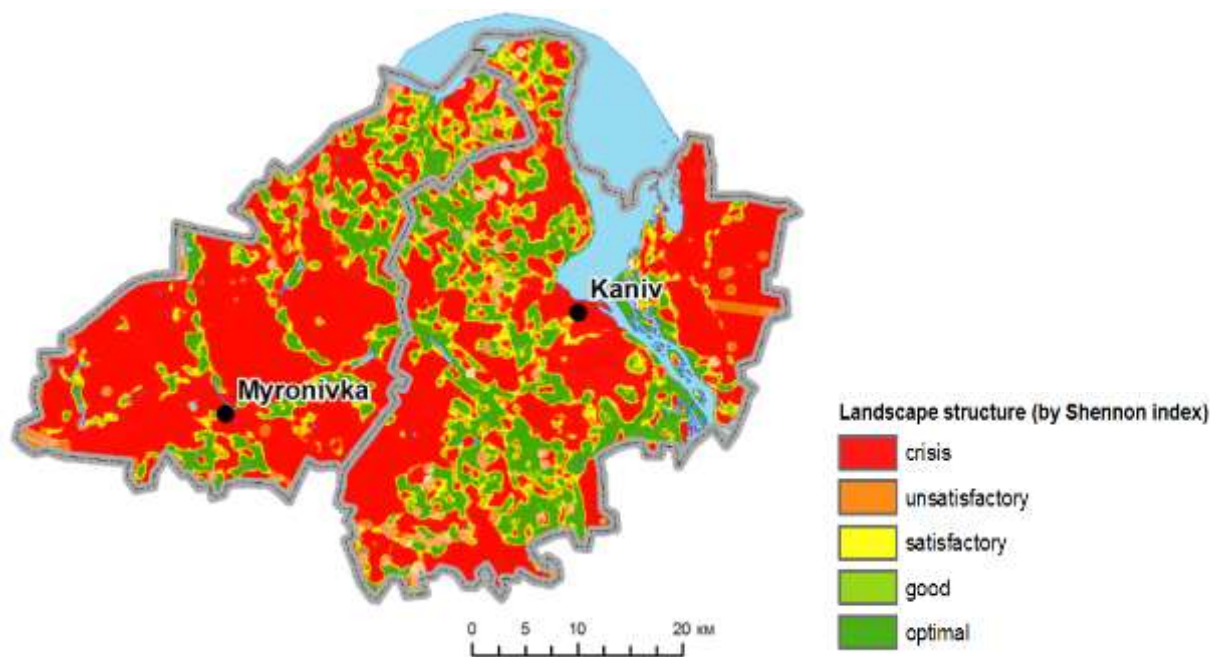 Kaniv
Myronivka
Landscape structure (by Shennon index)
crisis
unsatisfactory
satisfactory
good
optimal
0 5 10 20 км